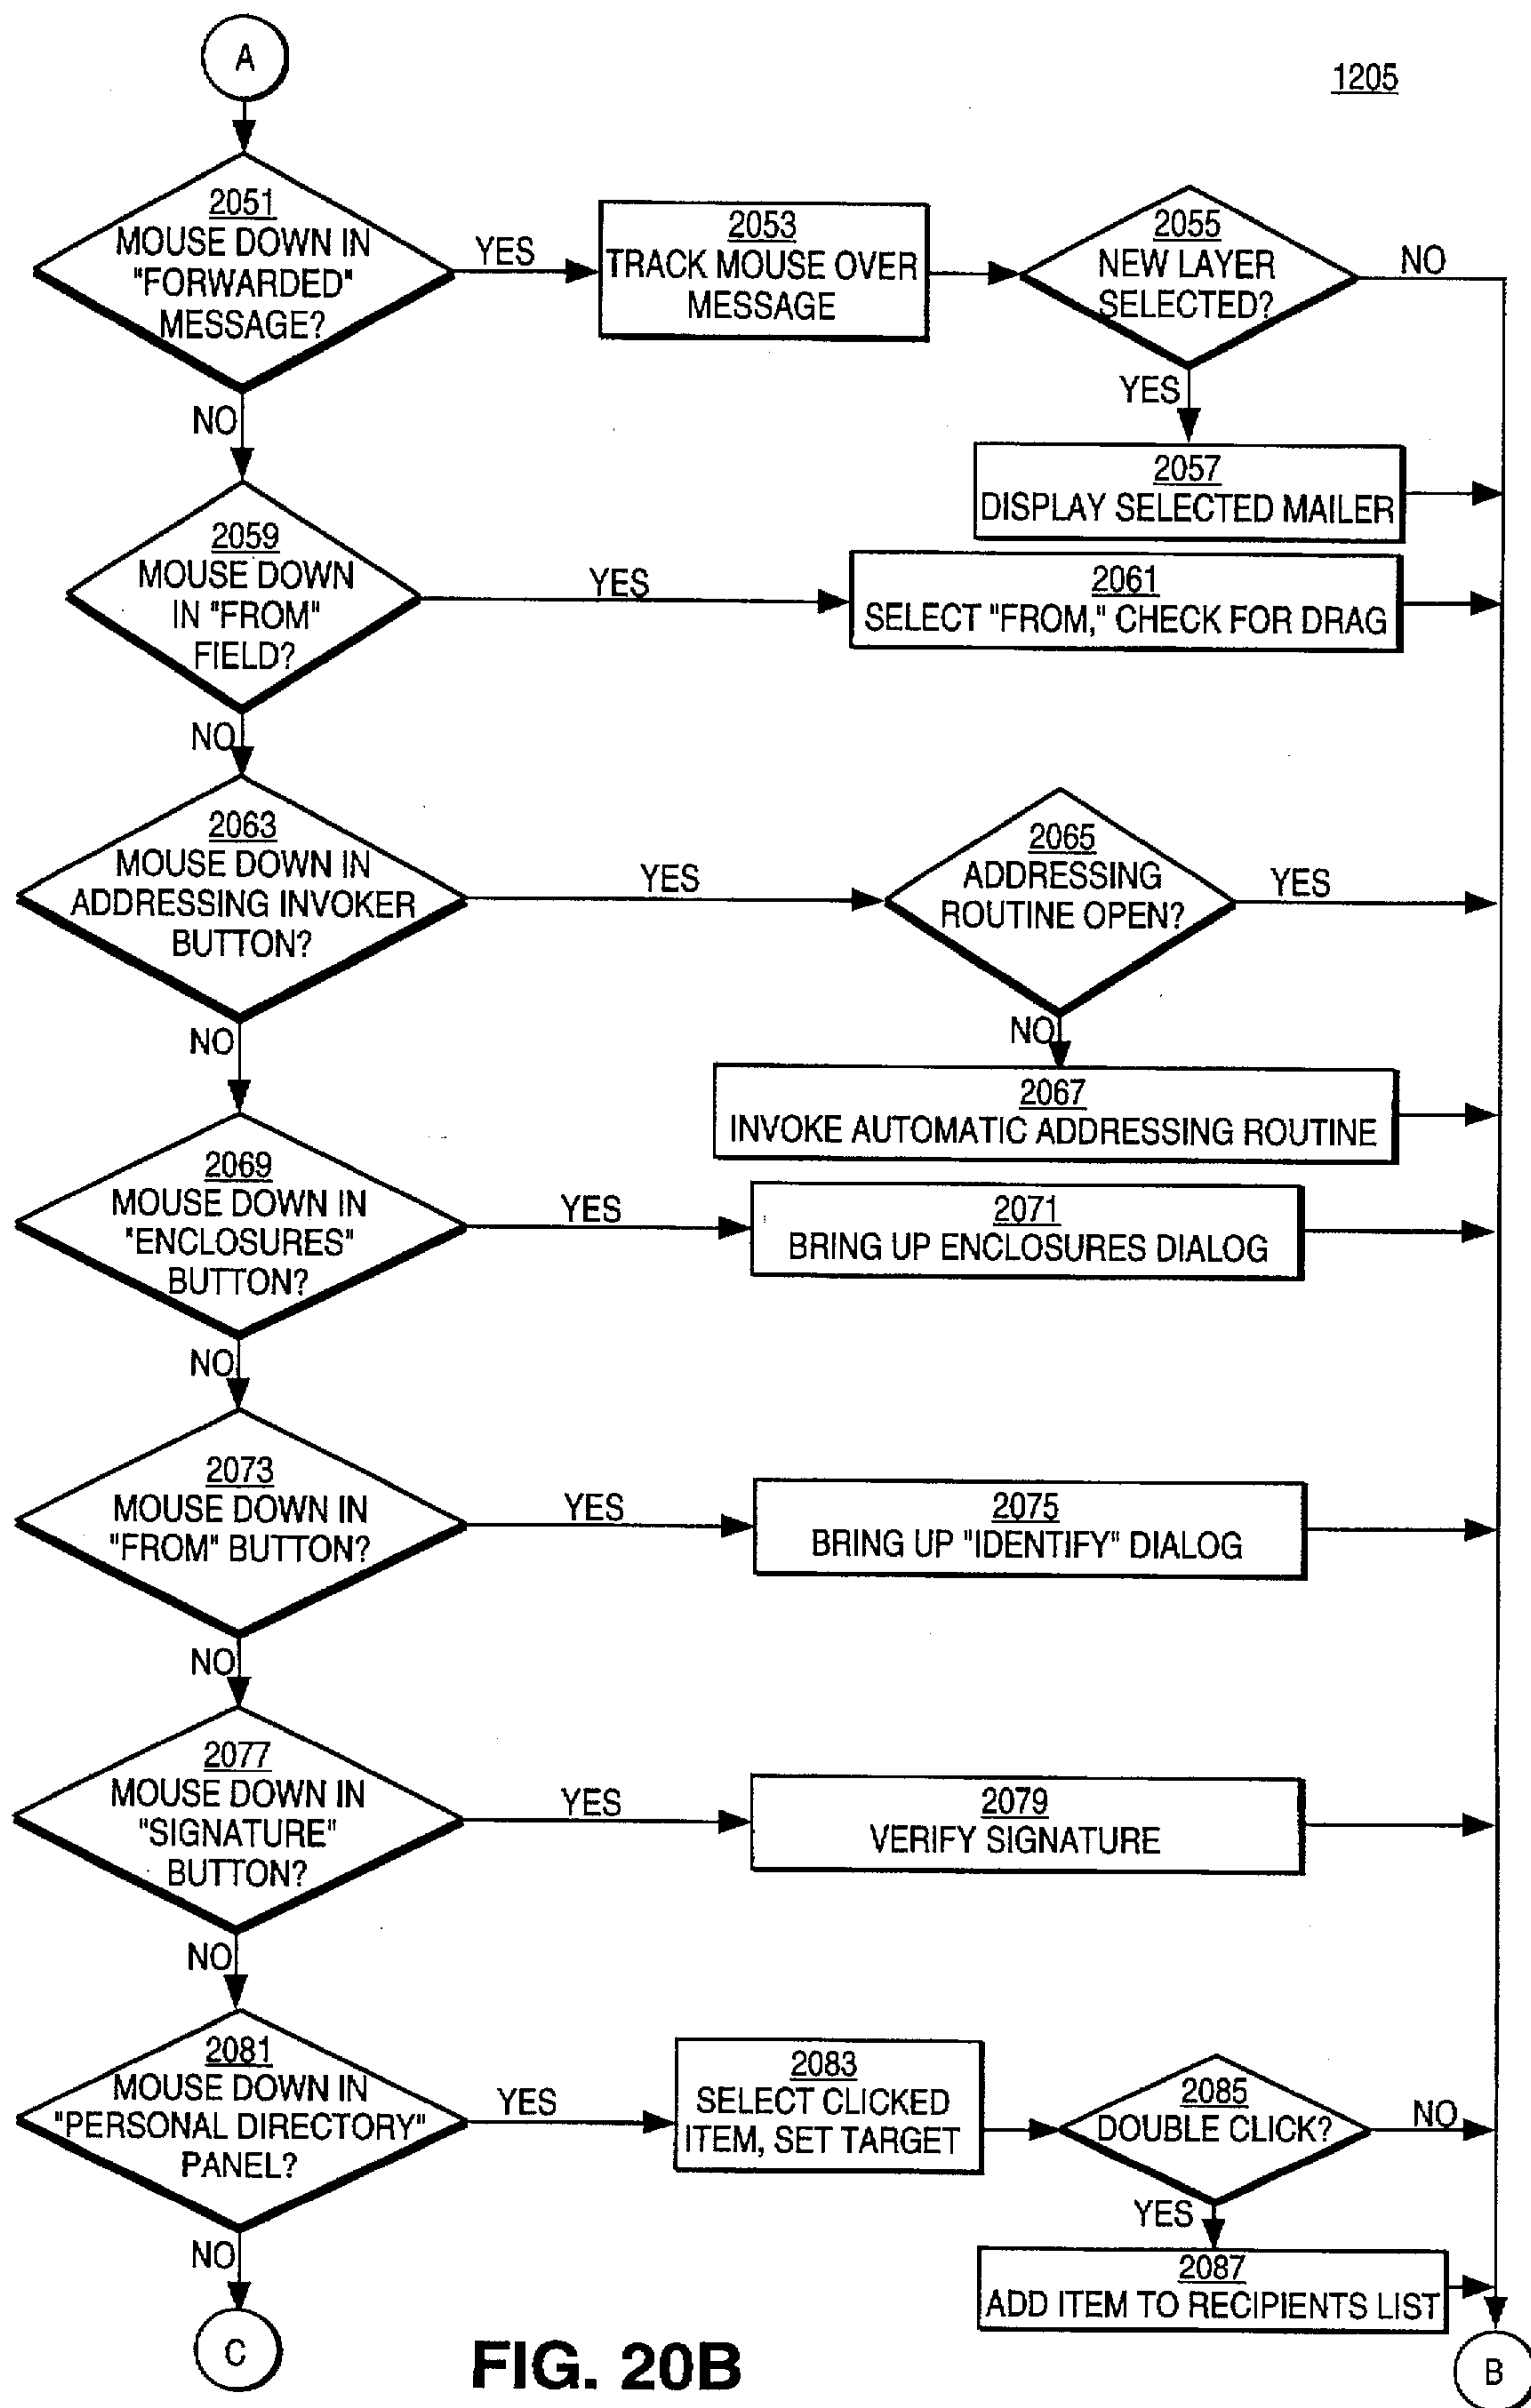 A
1205
2051
MOUSE DOWN IN
"FORWARDED"
MESSAGE?
YES
2053
TRACK MOUSE OVER
MESSAGE
2055
NEW LAYER
SELECTED?
NO
YES
NO
2057
DISPLAY SELECTED MAILER
2059
MOUSE DOWN
IN "FROM"
FIELD?
YES
2061
SELECT "FROM," CHECK FOR DRAG
NO
2063
MOUSE DOWN IN
ADDRESSING INVOKER
BUTTON?
YES
2065
ADDRESSING
ROUTINE OPEN?
YES
NO
NO
2067
INVOKE AUTOMATIC ADDRESSING ROUTINE
2069
MOUSE DOWN IN
"ENCLOSURES"
BUTTON?
YES
2071
BRING UP ENCLOSURES DIALOG
NO
2073
MOUSE DOWN IN
"FROM" BUTTON?
YES
2075
BRING UP "IDENTIFY" DIALOG
NO
2077
MOUSE DOWN IN
"SIGNATURE"
BUTTON?
YES
2079
VERIFY SIGNATURE
NO
2081
MOUSE DOWN IN
"PERSONAL DIRECTORY"
PANEL?
YES
2083
SELECT CLICKED
ITEM, SET TARGET
2085
DOUBLE CLICK?
NO
YES
NO
2087
ADD ITEM TO RECIPIENTS LIST
C
FIG. 20B
B